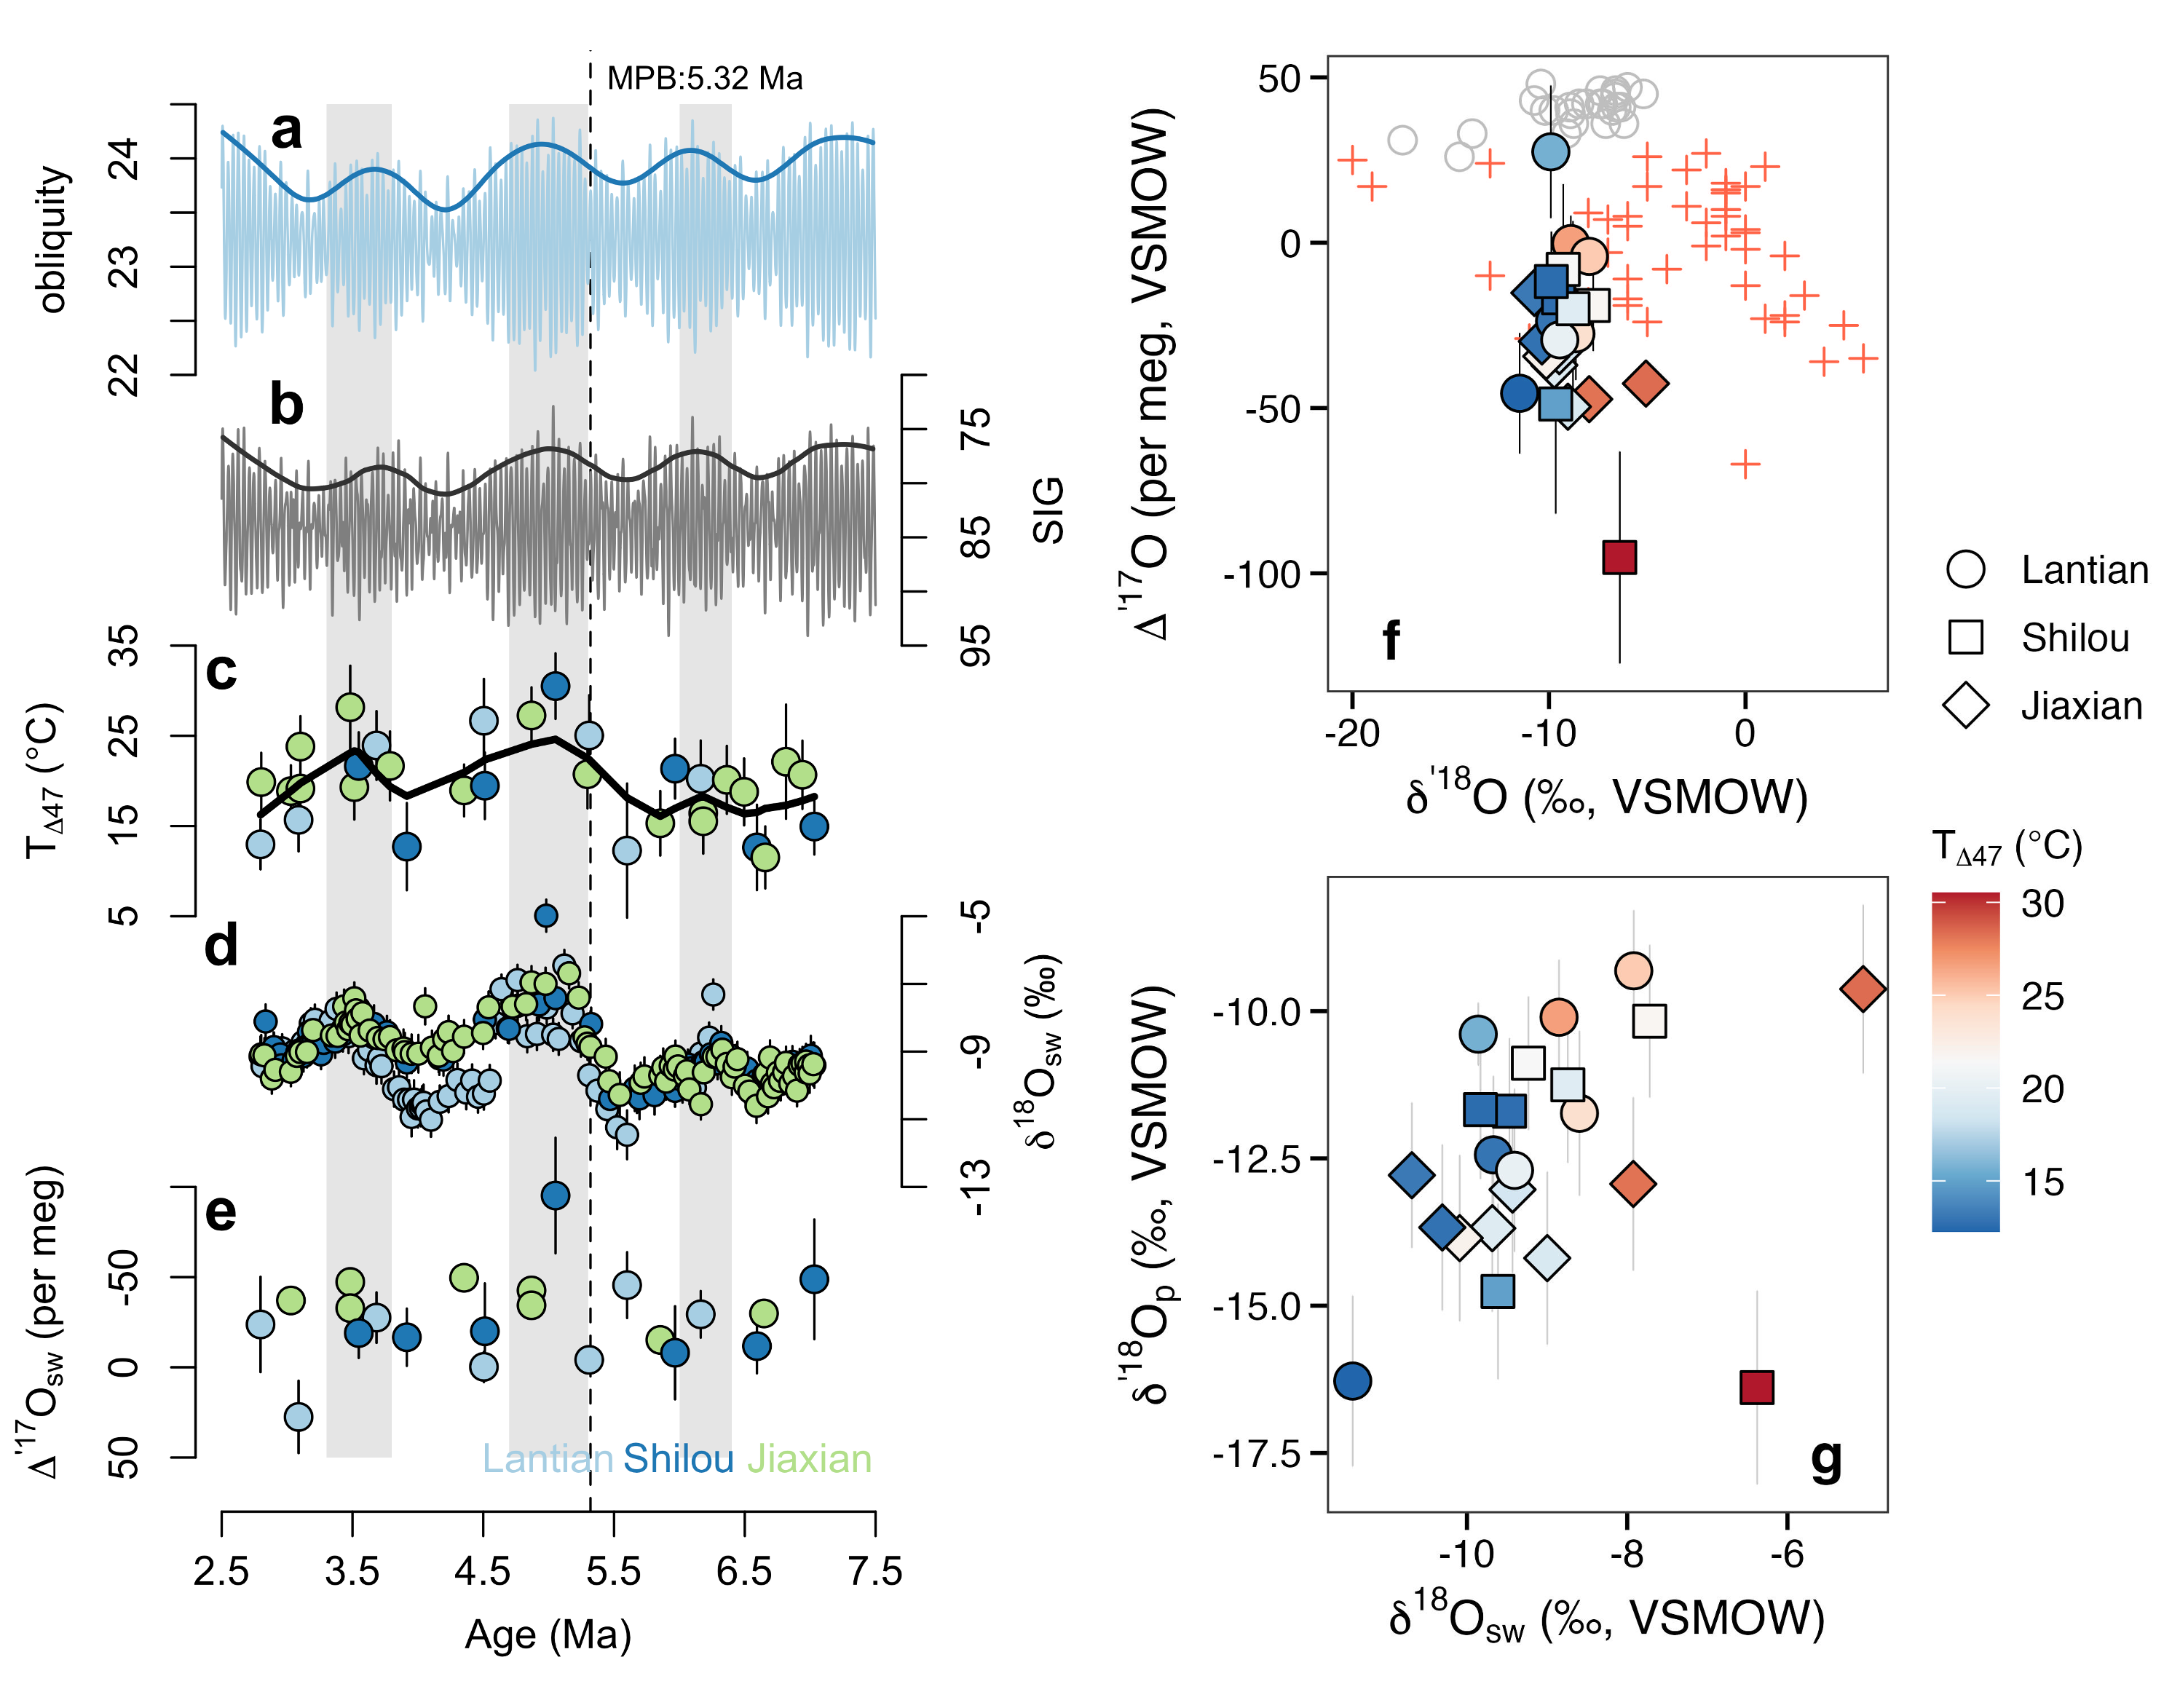 MPB:5.32 Ma
a
obliquity
24
23
22
b
75
85
95
SIG
c
35
25
15
5
TΔ47 (°C)
d
-5
-9
-13
δ18Osw (‰)
e
-50
0
50
Δ'17Osw (per meg)
Lantian Shilou Jiaxian
2.5 3.5 4.5 5.5 6.5 7.5
Age (Ma)
50
0
-50
-100
Δ'17O (per meg, VSMOW)
f
-20 -10 0
δ'18O (‰, VSMOW)
Lantian
Shilou
Jiaxian
-10.0
-12.5
-15.0
-17.5
δ'18Op (‰, VSMOW)
g
-10 -8 -6
δ18Osw (‰, VSMOW)
TΔ47 (°C)
30
25
20
15